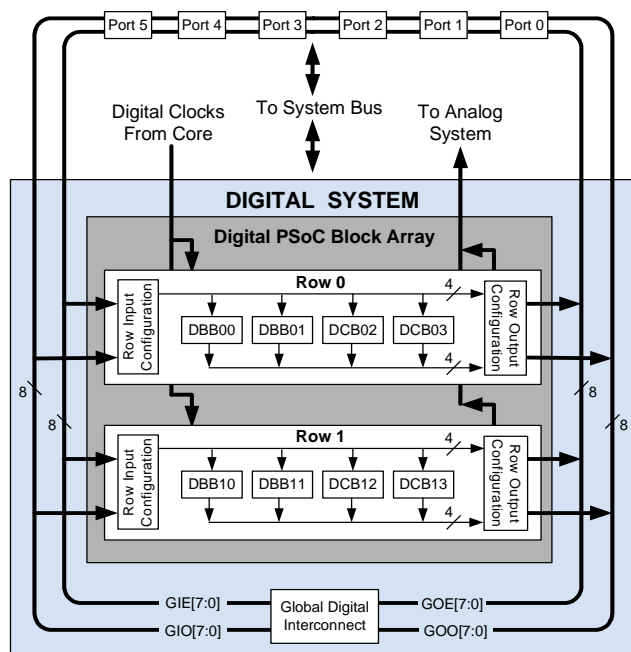 Port 5
Port 4
Port 3
Port 2
Port 1
Port 0
Digital Clocks
From Core
To System Bus
To Analog
System
DIGITAL SYSTEM
Digital PSoC Block Array
Row 0
4
Row Input
Configuration
DBB00
DBB01
DCB02
DCB03
4
Row Output
Configuration
8
8
8
8
Row 1
4
Row Input
Configuration
DBB10
DBB11
DCB12
DCB13
4
Row Output
Configuration
GIE[7:0]
GIO[7:0]
Global Digital
Interconnect
GOE[7:0]
GOO[7:0]